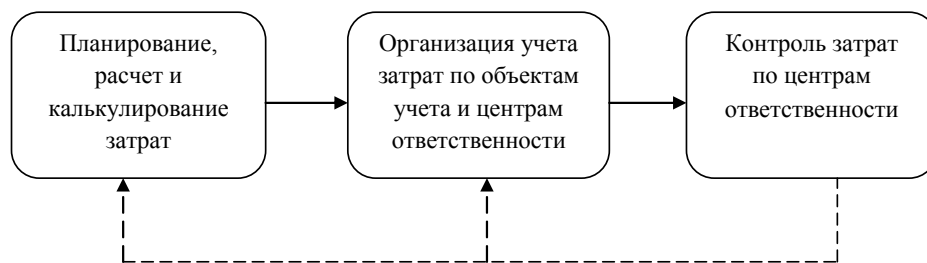 Планирование,
расчет и
калькулирование
затрат
Организация учета
затрат по объектам
учета и центрам
ответственности
Контроль затрат
по центрам
ответственности